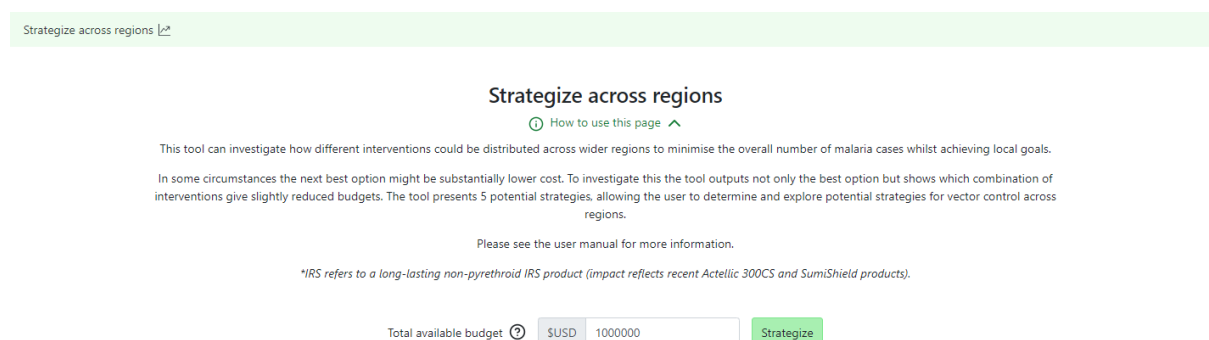 Strategize across regions
Strategize across regions
How to use this page
This tool can investigate how different interventions could be distributed across wider regions to minimise the overall number of malaria cases whilst achieving local goals.
In some circumstances the next best option might be substantially lower cost. To investigate this the tool outputs not only the best option but shows which combination of
interventions give slightly reduced budgets. The tool presents 5 potential strategies, allowing the user to determine and explore potential strategies for vector control across
regions.
Please see the user manual for more information.
*IRS refers to a long-lasting non-pyrethroid IRS product (impact reflects recent Actellic 300CS and SumiShield products).
Total available budget ? $USD 1000000 Strategize